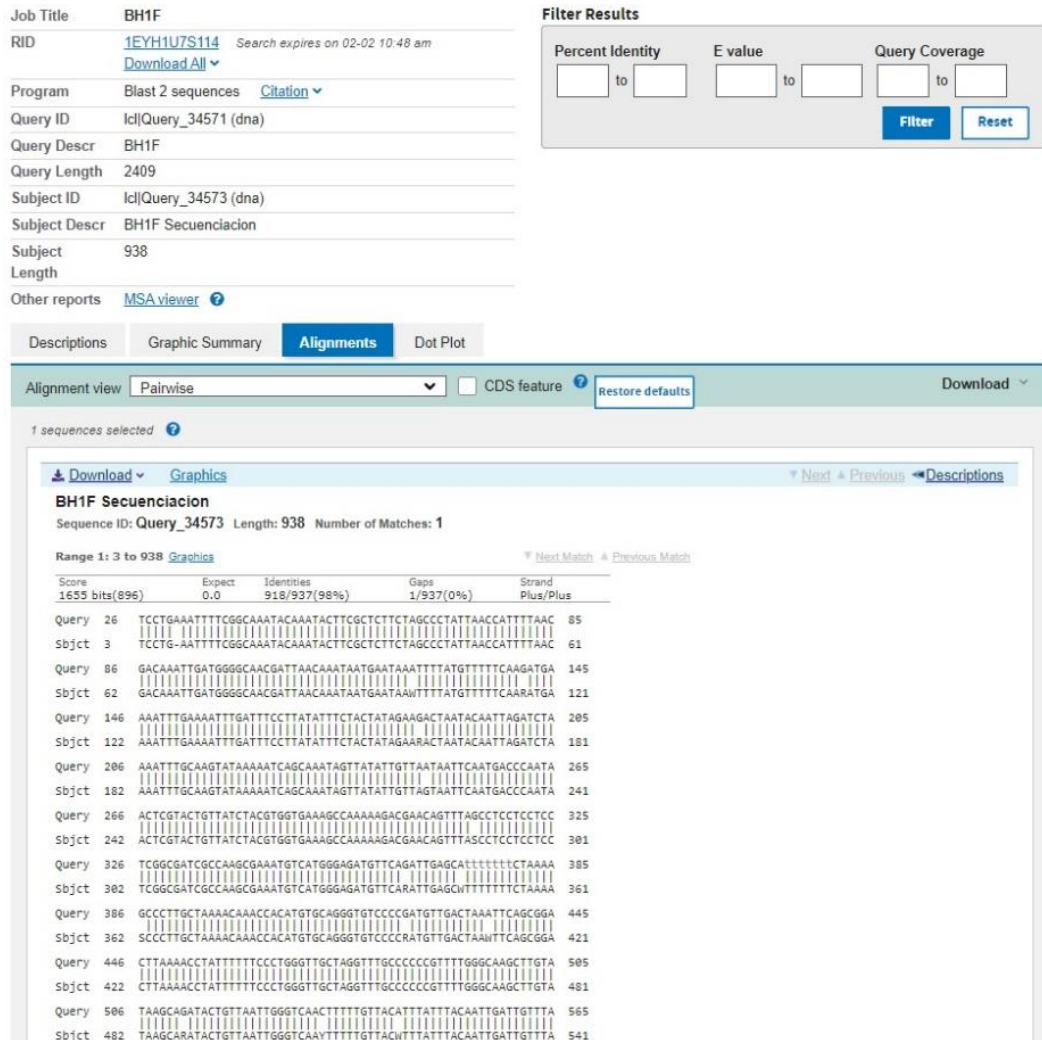 Job Title BH1F
RID 1EYH1U7S114 Search expires on 02-02 10:48 am
Download All
Program Blast 2 sequences Citation
Query ID lcl|Query_34571 (dna)
Query Descr BH1F
Query Length 2409
Subject ID lcl|Query_34573 (dna)
Subject Descr BH1F Secuenciacion
Subject Length 938
Other reports MSA viewer ?
Filter Results
Percent Identity E value Query Coverage
to to to
Filter Reset
Descriptions Graphic Summary Alignments Dot Plot
Alignment view Pairwise CDS feature ? Restore defaults Download
1 sequences selected ?
Download Graphics Next Previous Descriptions
BH1F Secuenciacion
Sequence ID: Query_34573 Length: 938 Number of Matches: 1
Range 1: 3 to 938 Graphics Next Match Previous Match
Score Expect Identities Gaps Strand
1655 bits(896) 0.0 918/937(98%) 1/937(0%) Plus/Plus
Query 26 TCCTGAAATTTTCGGCAAATACAAATACTTCGCTCTTCTAGCCCTATTAACCATTTTAAC 85
Sbjct 3 TCCTG-AATTTTCGGCAAATACAAATACTTCGCTCTTCTAGCCCTATTAACCATTTTAAC 61
Query 86 GACAAATTGATGGGGCAACGATTAACAAATAATGAATAAATTTTATGTTTTTCAAGATGA 145
Sbjct 62 GACAAATTGATGGGGCAACGATTAACAAATAATGAATAAWTTTTATGTTTTTCAARATGA 121
Query 146 AAATTTGAAAATTTGATTTCCTTATATTTCTACTATAGAAGACTAATACAATTAGATCTA 205
Sbjct 122 AAATTTGAAAATTTGATTTCCTTATATTTCTACTATAGAARACTAATACAATTAGATCTA 181
Query 206 AAATTTGCAAGTATAAAAATCAGCAAATAGTTATATTGTTAATAATTCAATGACCCAATA 265
Sbjct 182 AAATTTGCAAGTATAAAAATCAGCAAATAGTTATATTGTTAGTAATTCAATGACCCAATA 241
Query 266 ACTCGTACTGTTATCTACGTGGTGAAAGCCAAAAAGACGAACAGTTTAGCCTCCTCCTCC 325
Sbjct 242 ACTCGTACTGTTATCTACGTGGTGAAAGCCAAAAAGACGAACAGTTTASCCTCCTCCTCC 301
Query 326 TCGGCGATCGCCAAGCGAAATGTCATGGGAGATGTTCAGATTGAGCAtttttttCTAAAA 385
Sbjct 302 TCGGCGATCGCCAAGCGAAATGTCATGGGAGATGTTCARATTGAGCWTTTTTTTCTAAAA 361
Query 386 GCCCTTGCTAAAACAAACCACATGTGCAGGGTGTCCCCGATGTTGACTAAATTCAGCGGA 445
Sbjct 362 SCCCTTGCTAAAACAAACCACATGTGCAGGGTGTCCCCRATGTTGACTAAWTTCAGCGGA 421
Query 446 CTTAAAACCTATTTTTTCCCTGGGTTGCTAGGTTTGCCCCCCCGTTTTGGGCAAGCTTGTA 505
Sbjct 422 CTTAAAACCTATTTTTTCCCTGGGTTGCTAGGTTTGCCCCCCCGTTTTGGGCAAGCTTGTA 481
Query 506 TAAGCAGATACTGTTAATTGGGTCAACTTTTTGTTACATTTATTTACAATTGATTGTTTA 565
Sbjct 482 TAAGCARATACTGTTAATTGGGTCAAYTTTTTGTTACWTTTATTTACAATTGATTGTTTA 541